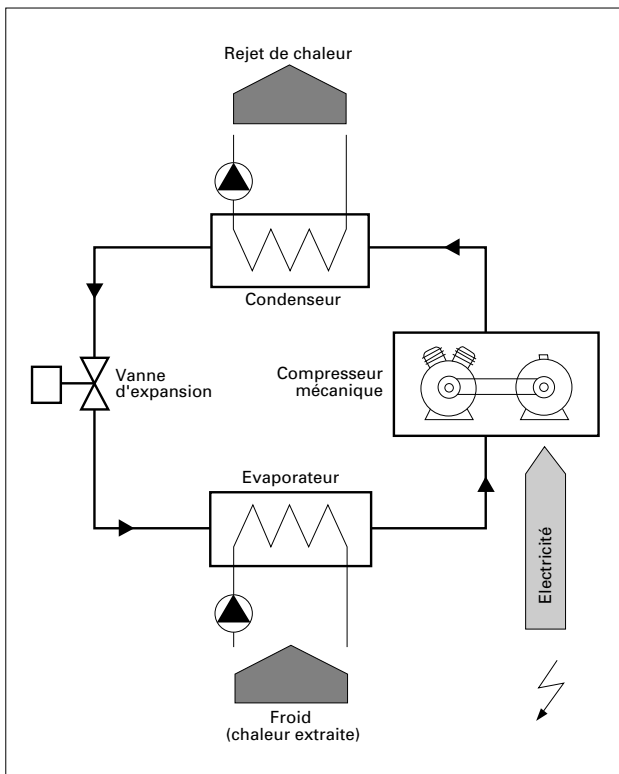 Rejet de chaleur
Condenseur
Vanne
d'expansion
Compresseur
mécanique
Evaporateur
Electricité
Froid
(chaleur extraite)